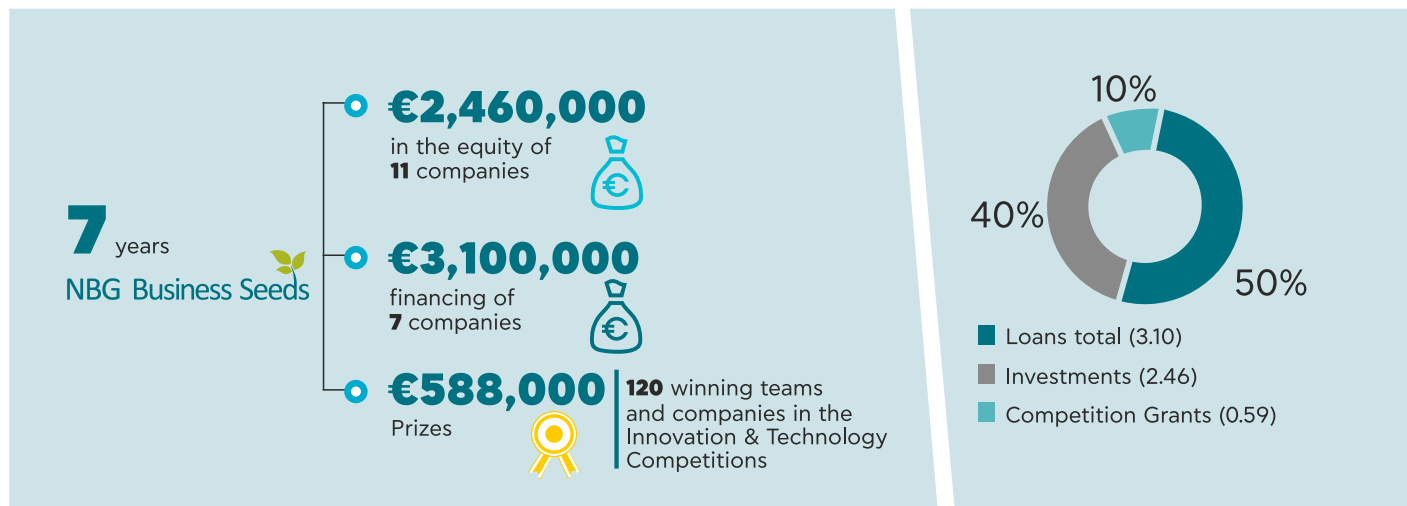 7 years
NBG Business Seeds
€2,460,000
in the equity of
11 companies
€
€3,100,000
financing of
7 companies
€
€588,000
Prizes
120 winning teams
and companies in the
Innovation & Technology
Competitions
10%
40%
50%
Loans total (3.10)
Investments (2.46)
Competition Grants (0.59)